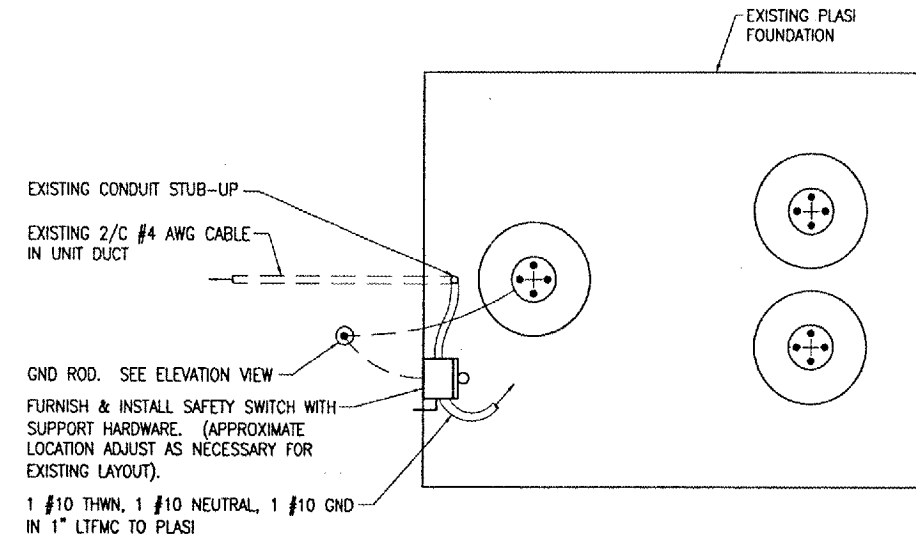 EXISTING PLASI
FOUNDATION
EXISTING CONDUIT STUB-UP
EXISTING 2/C #4 AWG CABLE
IN UNIT DUCT
GND ROD. SEE ELEVATION VIEW
FURNISH & INSTALL SAFETY SWITCH WITH
SUPPORT HARDWARE. (APPROXIMATE
LOCATION ADJUST AS NECESSARY FOR
EXISTING LAYOUT).
1 #10 THWN, 1 #10 NEUTRAL, 1 #10 GND
IN 1" LTFMC TO PLASI